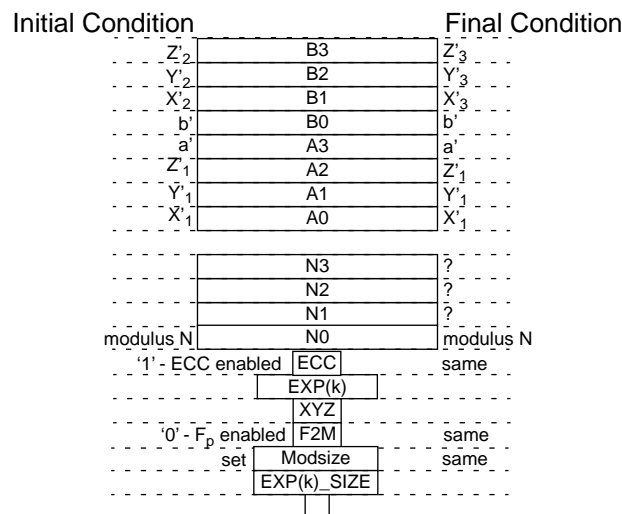 Initial Condition Final Condition
Z'2 B3 Z'3
Y'2 B2 Y'3
X'2 B1 X'3
b' B0 b'
a' A3 a'
Z'1 A2 Z'1
Y'1 A1 Y'1
X'1 A0 X'1
N3 ?
N2 ?
N1 ?
modulus N N0 modulus N
‘1’ - ECC enabled ECC same
EXP(k)
XYZ
‘0’ - Fp enabled F2M same
set Modsize same
EXP(k)_SIZE